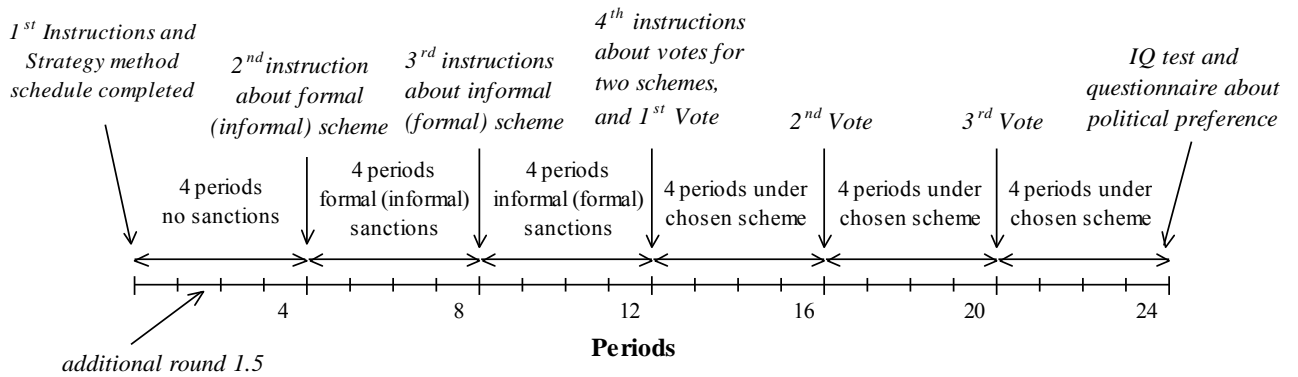 1st Instructions and
Strategy method
schedule completed
2nd instruction
about formal
(informal) scheme
3rd instructions
about informal
(formal) scheme
4th instructions
about votes for
two schemes,
and 1st Vote
2nd Vote
3rd Vote
IQ test and
questionnaire about
political preference
4 periods
no sanctions
4 periods
formal (informal)
sanctions
4 periods
informal (formal)
sanctions
4 periods under
chosen scheme
4 periods under
chosen scheme
4 periods under
chosen scheme
4
8
12
16
20
24
Periods
additional round 1.5